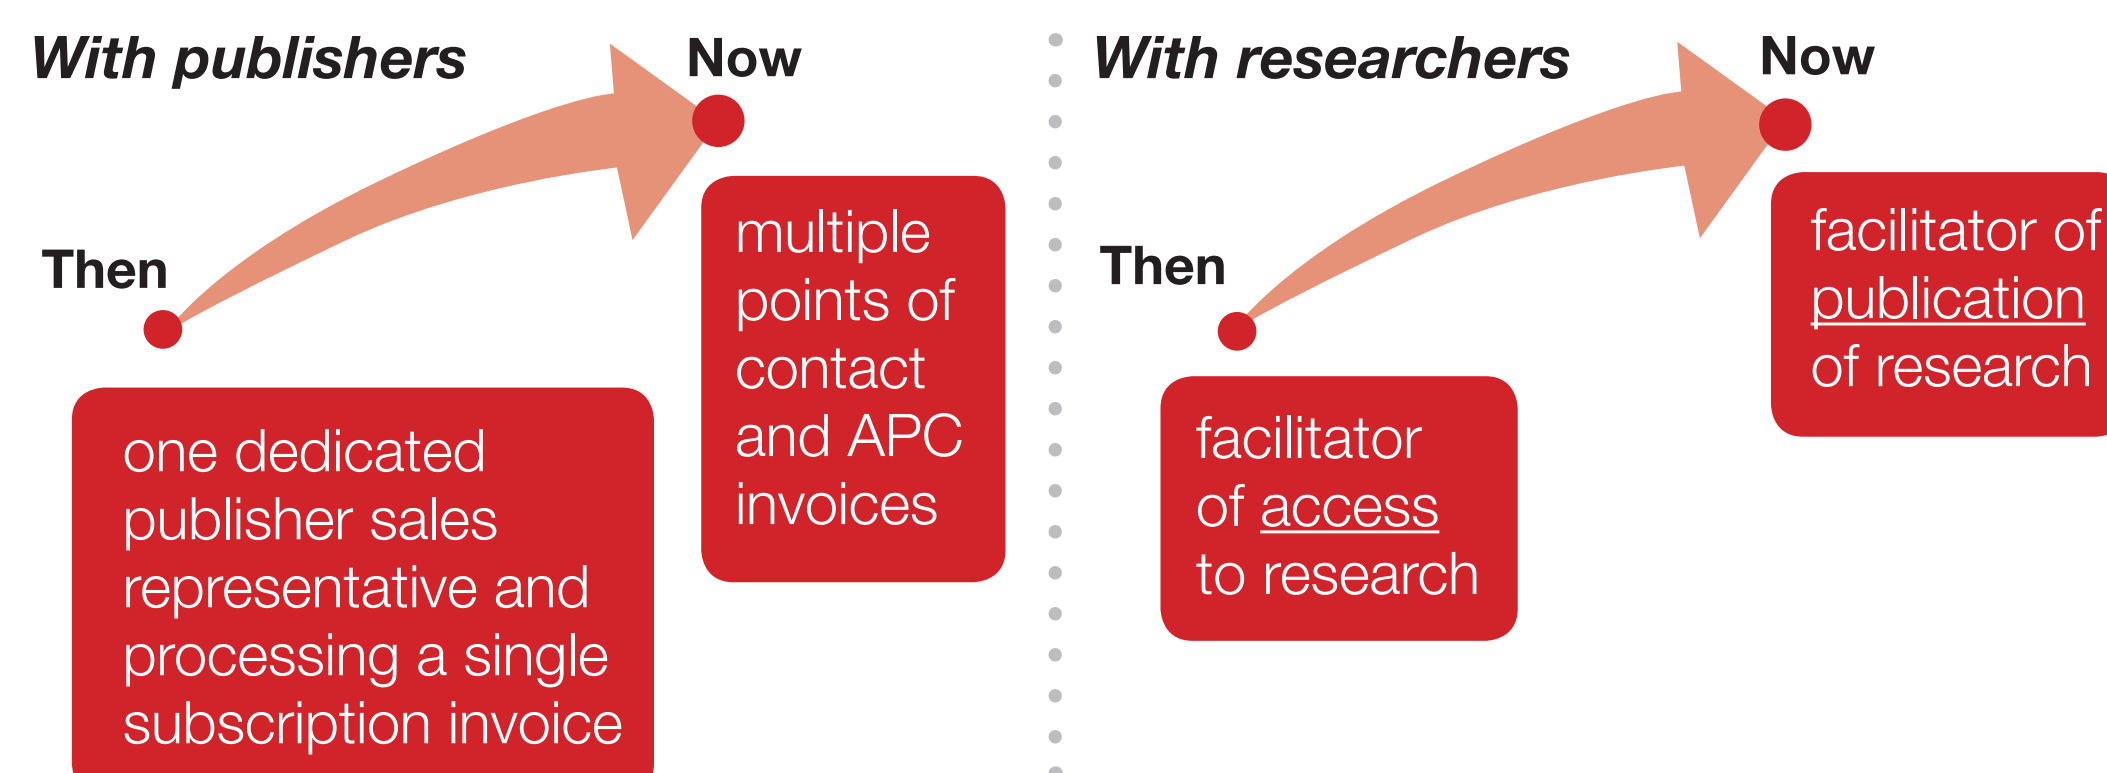 With publishers
Now
Then
multiple
points of
contact
and APC
invoices
one dedicated
publisher sales
representative and
processing a single
subscription invoice
With researchers
Now
Then
facilitator of
publication
of research
facilitator
of access
to research